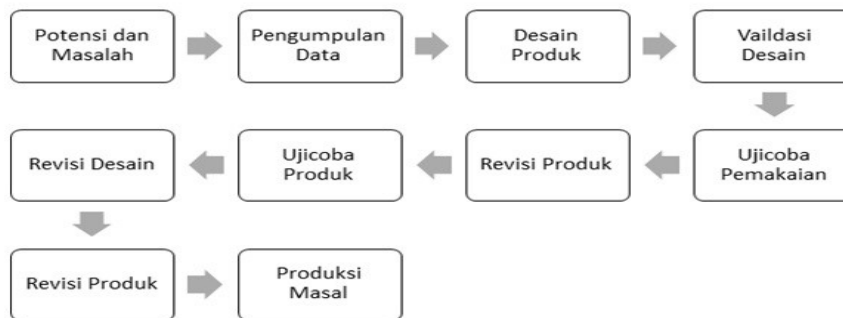 Potensi dan
Masalah
Pengumpulan
Data
Desain
Produk
Vaildasi
Desain
Ujicoba
Pemakaian
Revisi Produk
Ujicoba
Produk
Revisi Desain
Revisi Produk
Produksi
Masal